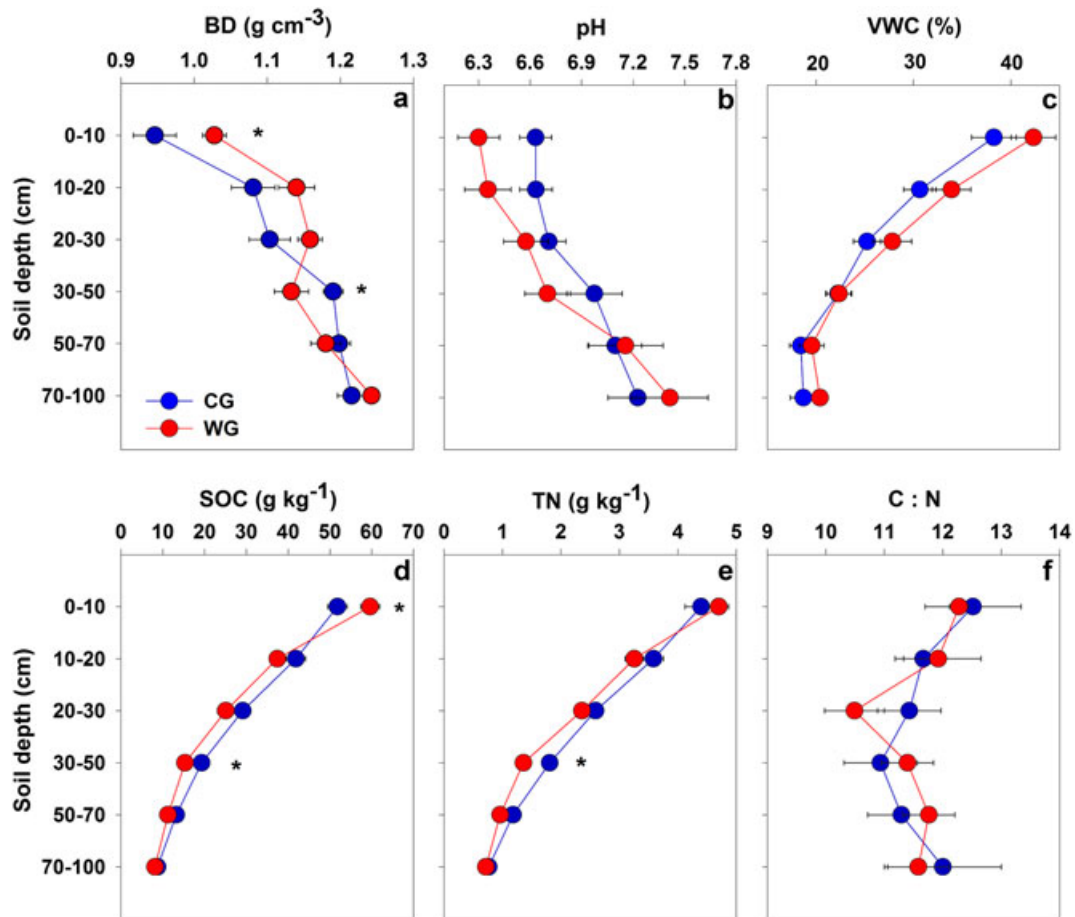 BD (g cm⁻³) pH VWC (%)
0.9 1.0 1.1 1.2 1.3 6.3 6.6 6.9 7.2 7.5 7.8 20 30 40
a b c
0-10 *
10-20
20-30
30-50 *
50-70
70-100
Soil depth (cm)
CG
WG
SOC (g kg⁻¹) TN (g kg⁻¹) C : N
0 10 20 30 40 50 60 70 0 1 2 3 4 5 9 10 11 12 13 14
d e f
0-10 *
10-20
20-30
30-50 * *
50-70
70-100
Soil depth (cm)